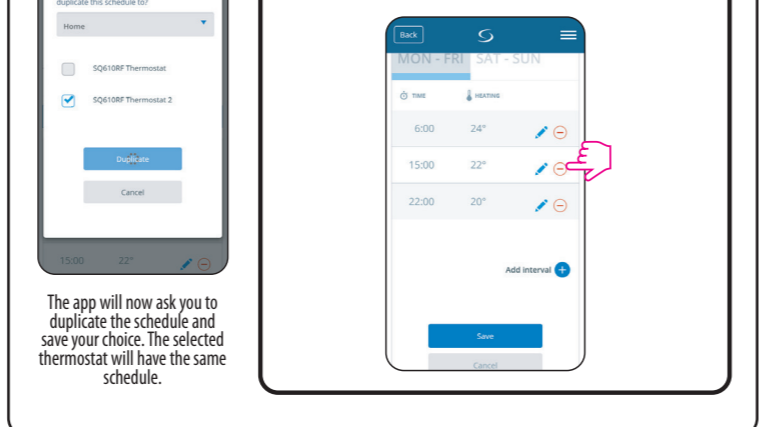 duplicate this schedule to?
Home
SQ610RF Thermostat
SQ610RF Thermostat 2
Duplicate
Cancel
15:00 22°
The app will now ask you to
duplicate the schedule and
save your choice. The selected
thermostat will have the same
schedule.
Back
MON - FRI SAT - SUN
TIME HEATING
6:00 24°
15:00 22°
22:00 20°
Add interval
Save
Cancel